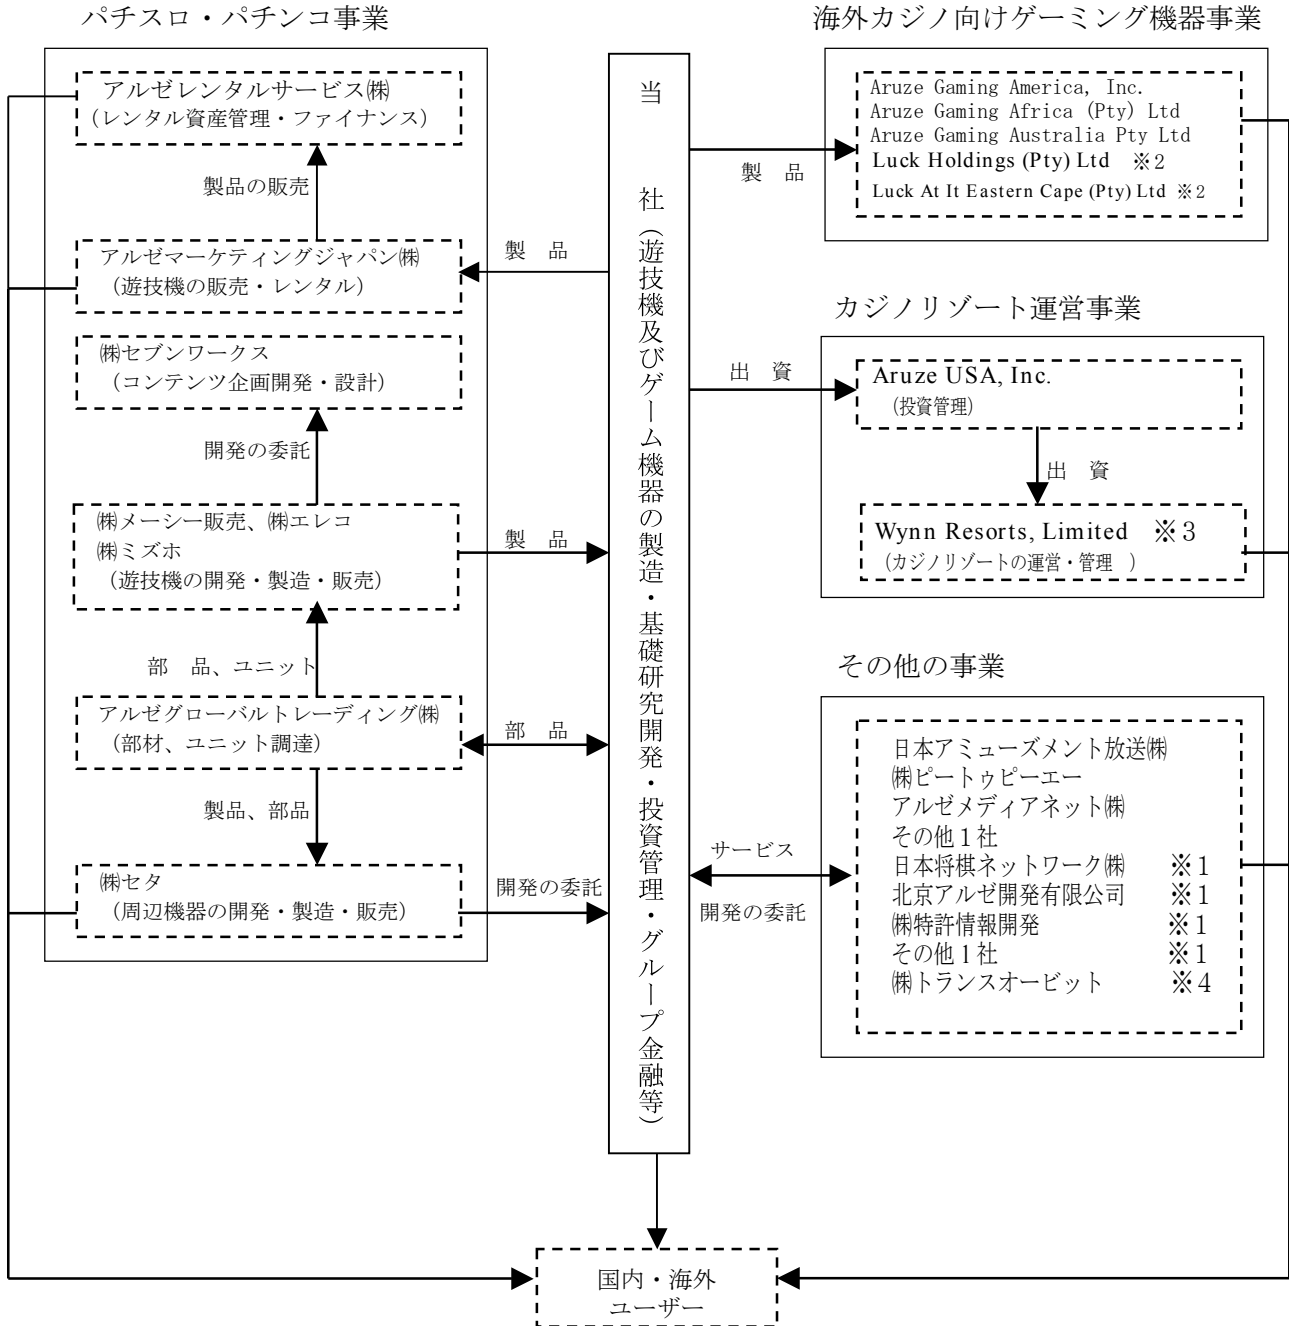 パチスロ・パチンコ事業
アルゼレンタルサービス㈱
（レンタル資産管理・ファイナンス）
製品の販売
アルゼマーケティングジャパン㈱
（遊技機の販売・レンタル）
㈱セブンワークス
（コンテンツ企画開発・設計）
開発の委託
㈱メーシー販売、㈱エレコ
㈱ミズホ
（遊技機の開発・製造・販売）
部　品、ユニット
アルゼグローバルトレーディング㈱
（部材、ユニット調達）
製品、部品
㈱セタ
（周辺機器の開発・製造・販売）
製　品
製　品
部　品
開発の委託
当　　社（遊技機及びゲーム機器の製造・基礎研究開発・投資管理・グループ金融等）
海外カジノ向けゲーミング機器事業
製　品
Aruze Gaming America, Inc.
Aruze Gaming Africa (Pty) Ltd
Aruze Gaming Australia Pty Ltd
Luck Holdings (Pty) Ltd　※2
Luck At It Eastern Cape (Pty) Ltd ※2
カジノリゾート運営事業
出　資
Aruze USA, Inc.
（投資管理）
出　資
Wynn Resorts, Limited　※3
（カジノリゾートの運営・管理　）
その他の事業
サービス
開発の委託
日本アミューズメント放送㈱
㈱ピートゥピーエー
アルゼメディアネット㈱
その他1社
日本将棋ネットワーク㈱　※1
北京アルゼ開発有限公司　※1
㈱特許情報開発　※1
その他1社　※1
㈱トランスオービット　※4
国内・海外
ユーザー